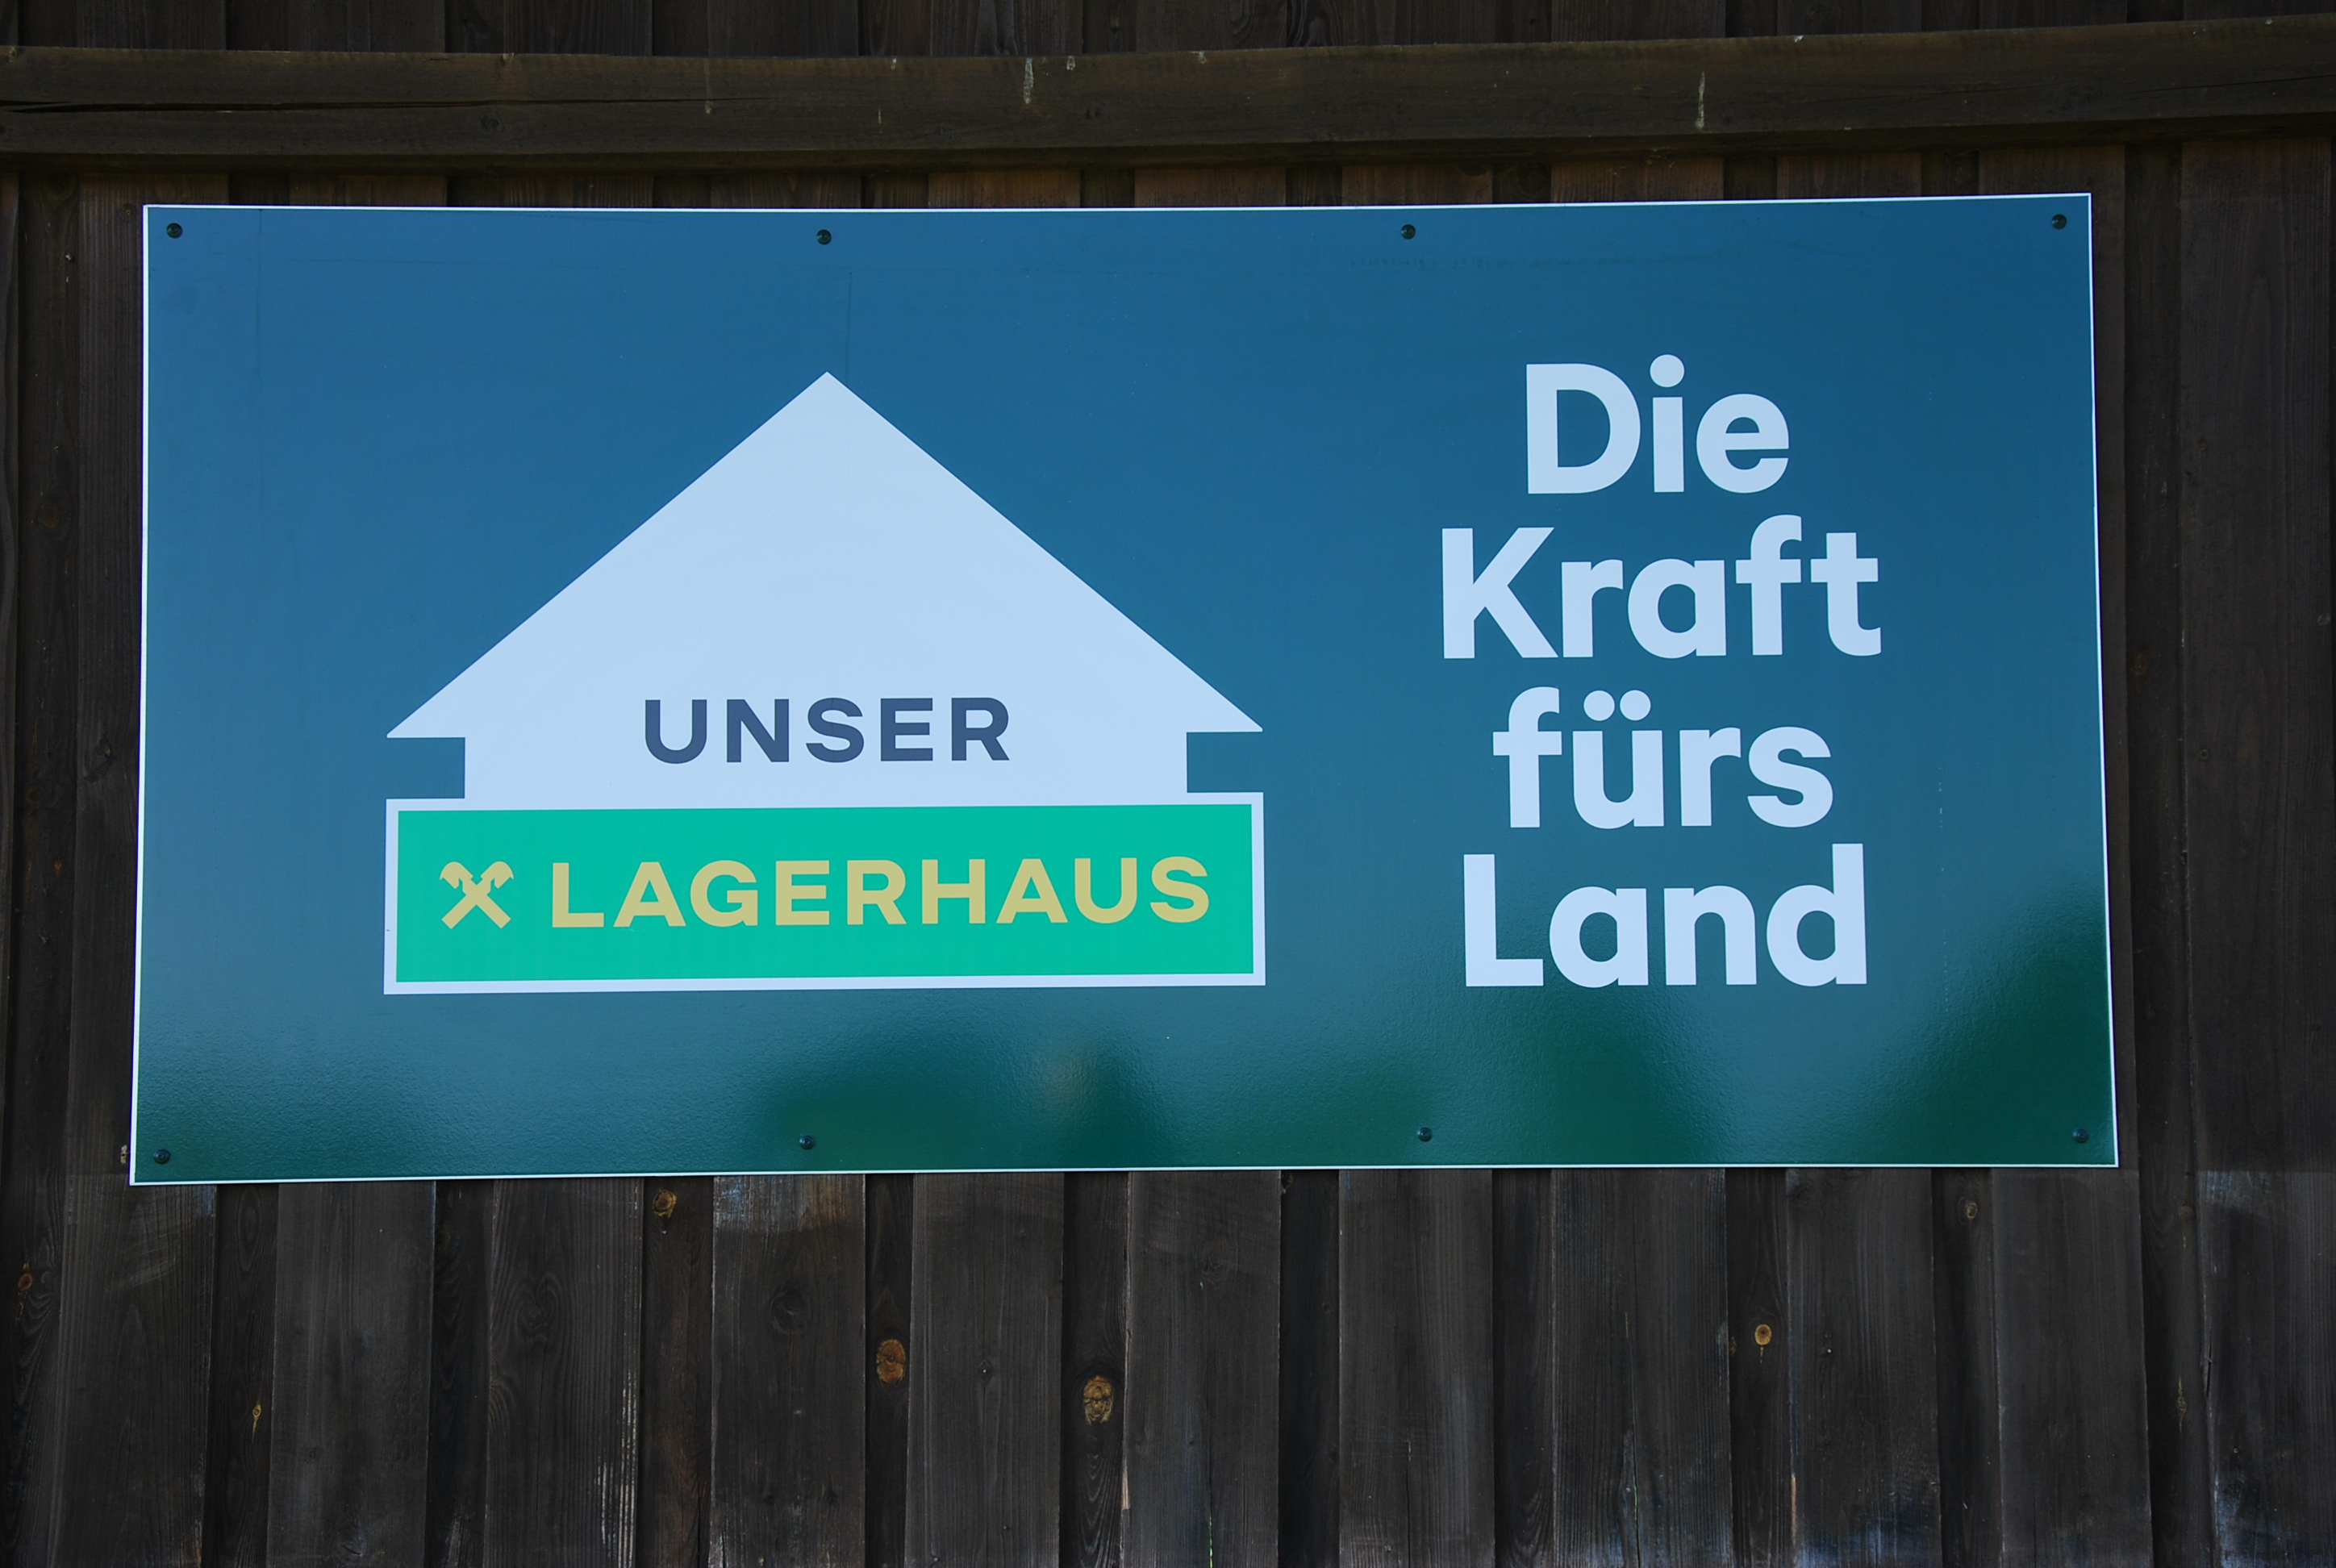 UNSER
LAGERHAUS
Die
Kraft
fürs
Land